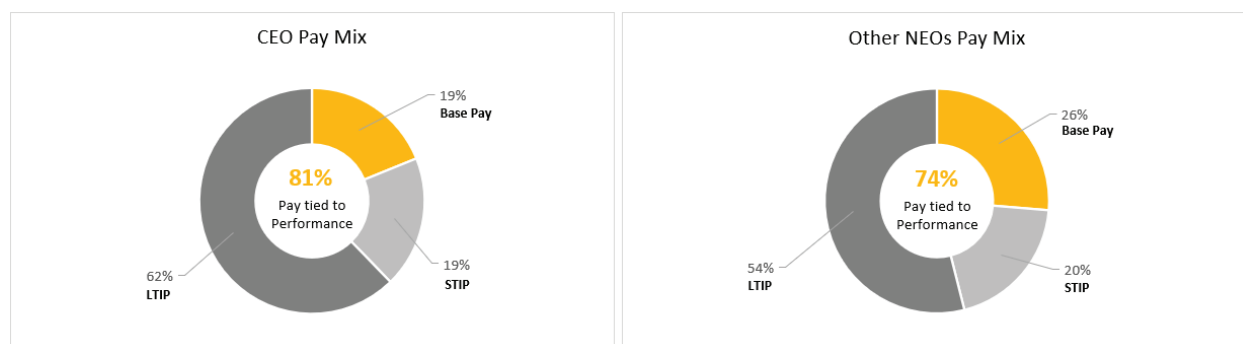 CEO Pay Mix
19%
Base Pay
81%
Pay tied to
Performance
62%
LTIP
19%
STIP
Other NEOs Pay Mix
26%
Base Pay
74%
Pay tied to
Performance
54%
LTIP
20%
STIP